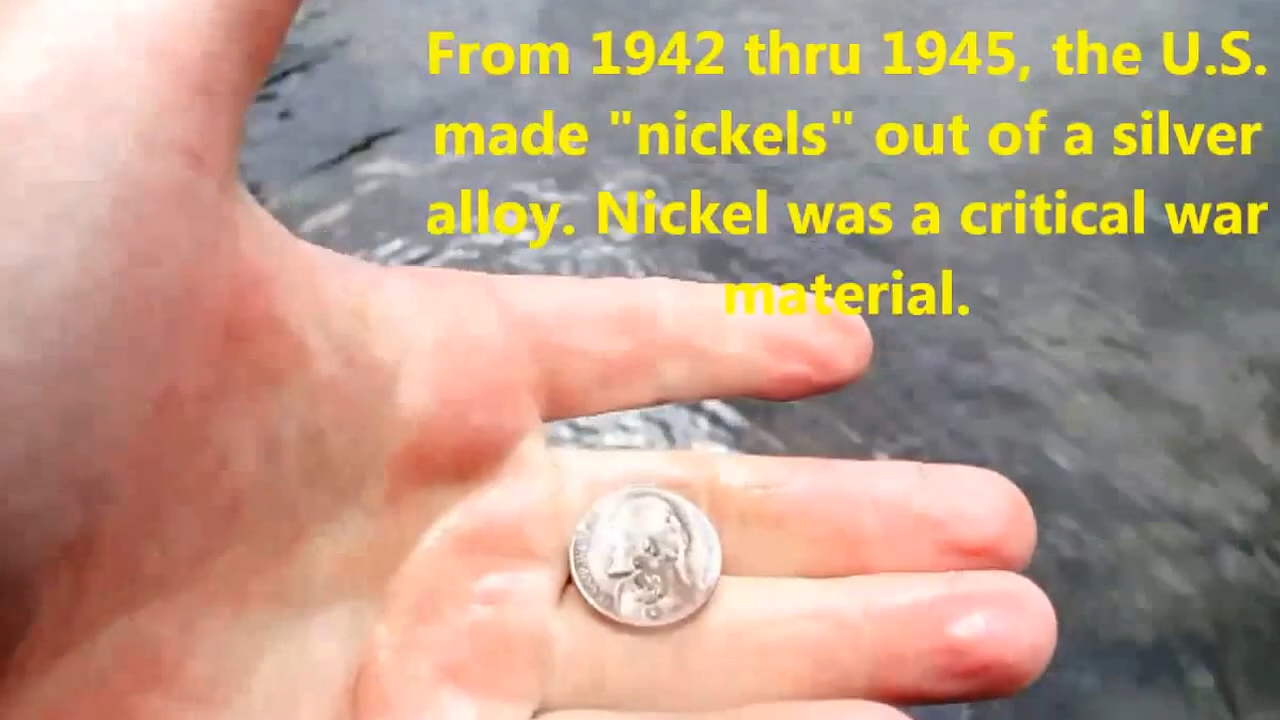 From 1942 thru 1945, the U.S.
made "nickels" out of a silver
alloy. Nickel was a critical war
material.